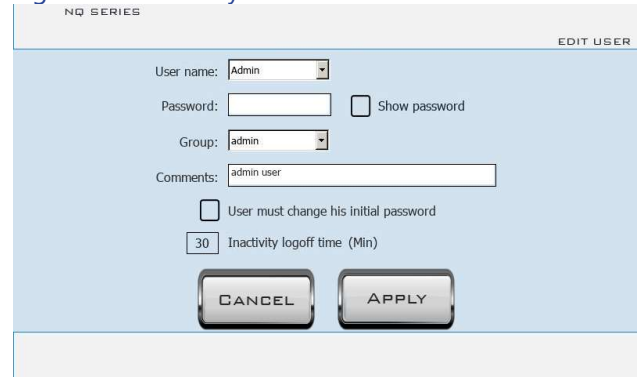 NQ SERIES
EDIT USER
User name: Admin
Password: Show password
Group: admin
Comments: admin user
User must change his initial password
30 Inactivity logoff time (Min)
CANCEL APPLY